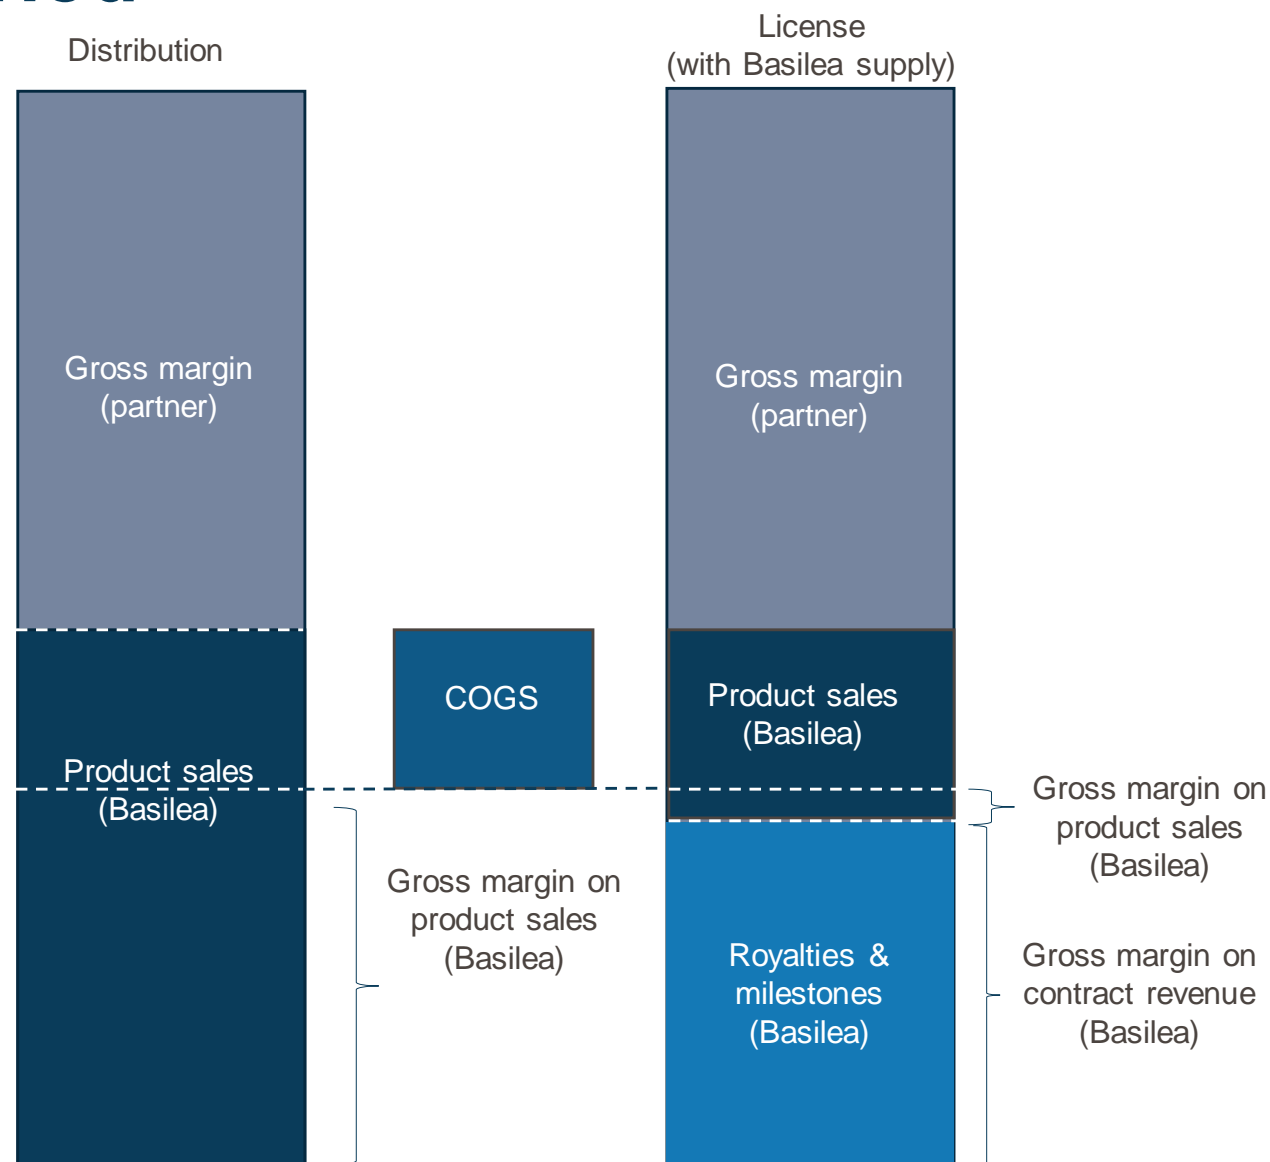 Distribution
License
(with Basilea supply)
Gross margin
(partner)
Gross margin
(partner)
COGS
Product sales
(Basilea)
Product sales
(Basilea)
Gross margin on
product sales
(Basilea)
Gross margin on
product sales
(Basilea)
Royalties &
milestones
(Basilea)
Gross margin on
contract revenue
(Basilea)